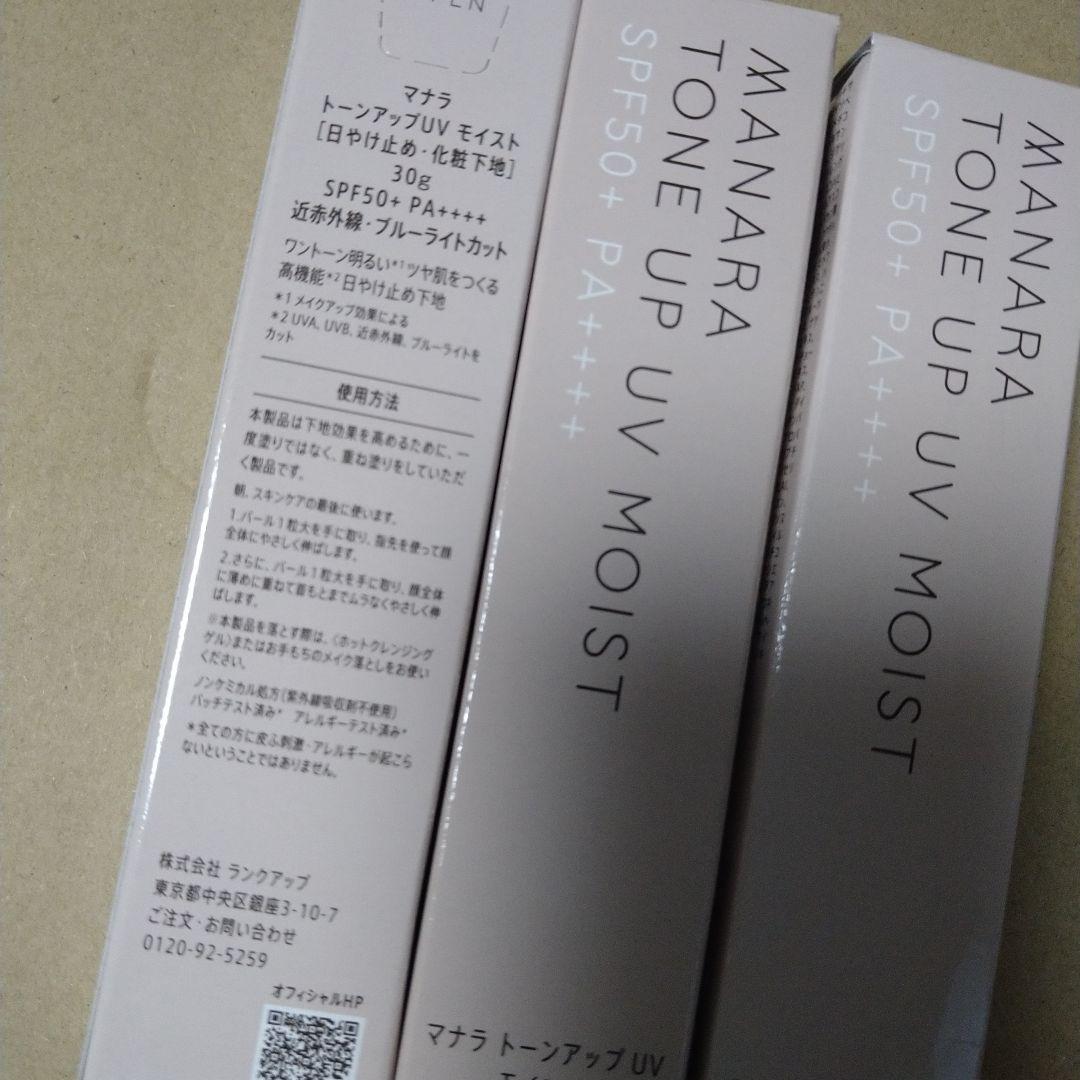 マナラ
トーンアップUV モイスト
[日やけ止め・化粧下地]
30g
SPF50+ PA++++
近赤外線・ブルーライトカット
ワントーン明るい*1ツヤ肌をつくる
高機能*2日やけ止め下地
*1 メイクアップ効果による
*2 UVA、UVB、近赤外線、ブルーライトを
カット
使用方法
本製品は下地効果を高めるために、一
度塗りではなく、重ね塗りをしていただ
く製品です。
朝、スキンケアの最後に使います。
1.パール1粒大を手に取り、指先を使って顔
全体にやさしく伸ばします。
2.さらに、パール1粒大を手に取り、顔全体
に薄めに重ねて首もとまでムラなくやさしく伸
ばします。
※本製品を落とす際は、〈ホットクレンジング
ゲル〉またはお手もちのメイク落としをお使い
ください。
ノンケミカル処方(紫外線吸収剤不使用)
パッチテスト済み* アレルギーテスト済み*
*全ての方に皮ふ刺激・アレルギーが起こら
ないということではありません。
株式会社 ランクアップ
東京都中央区銀座3-10-7
ご注文・お問い合わせ
0120-92-5259
オフィシャルHP
MANARA
TONE UP UV MOIST
SPF50+ PA++++
マナラ トーンアップ UV
MANARA
TONE UP UV MOIST
SPF50+ PA++++